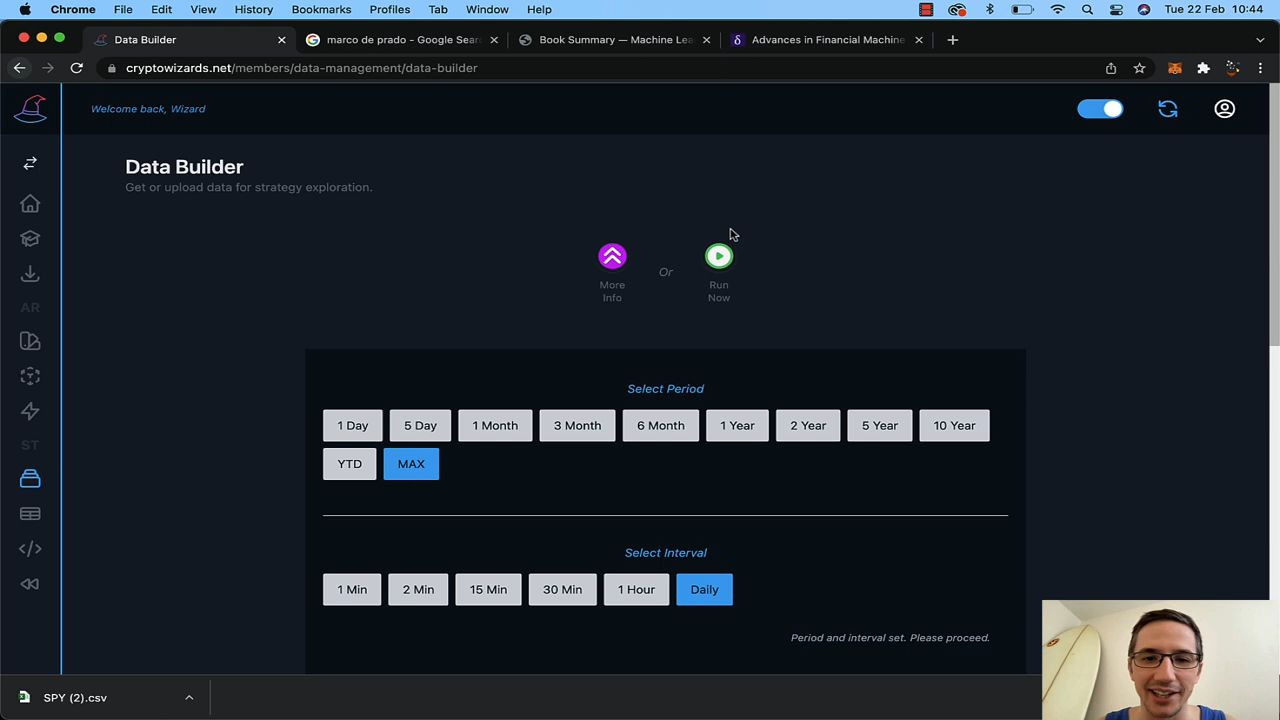 Chrome File Edit View History Bookmarks Profiles Tab Window Help Tue 22 Feb 10:44
Data Builder marco de prado - Google Sear Book Summary — Machine Lea Advances in Financial Machine
cryptowizards.net/members/data-management/data-builder
Welcome back, Wizard
Data Builder
Get or upload data for strategy exploration.
More Info Or Run Now
AR
ST
Select Period
1 Day 5 Day 1 Month 3 Month 6 Month 1 Year 2 Year 5 Year 10 Year
YTD MAX
Select Interval
1 Min 2 Min 15 Min 30 Min 1 Hour Daily
Period and interval set. Please proceed.
SPY (2).csv